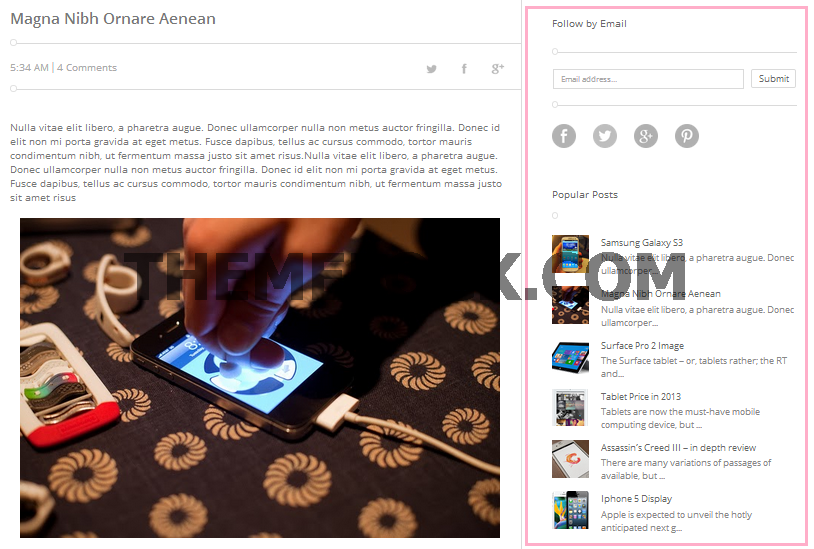 Magna Nibh Ornare Aenean
5:34 AM | 4 Comments
Nulla vitae elit libero, a pharetra augue. Donec ullamcorper nulla non metus auctor fringilla. Donec id
elit non mi porta gravida at eget metus. Fusce dapibus, tellus ac cursus commodo, tortor mauris
condimentum nibh, ut fermentum massa justo sit amet risus.Nulla vitae elit libero, a pharetra augue.
Donec ullamcorper nulla non metus auctor fringilla. Donec id elit non mi porta gravida at eget metus.
Fusce dapibus, tellus ac cursus commodo, tortor mauris condimentum nibh, ut fermentum massa justo
sit amet risus
Follow by Email
Email address...
Submit
Popular Posts
Samsung Galaxy S3
Nulla vitae elit libero, a pharetra augue. Donec
ullamcorper...
Magna Nibh Ornare Aenean
Nulla vitae elit libero, a pharetra augue. Donec
ullamcorper...
Surface Pro 2 Image
The Surface tablet – or, tablets rather; the RT
and...
Tablet Price in 2013
Tablets are now the must-have mobile
computing device, but ...
Assassin's Creed III – in depth review
There are many variations of passages of
available, but ...
Iphone 5 Display
Apple is expected to unveil the hotly
anticipated next g...